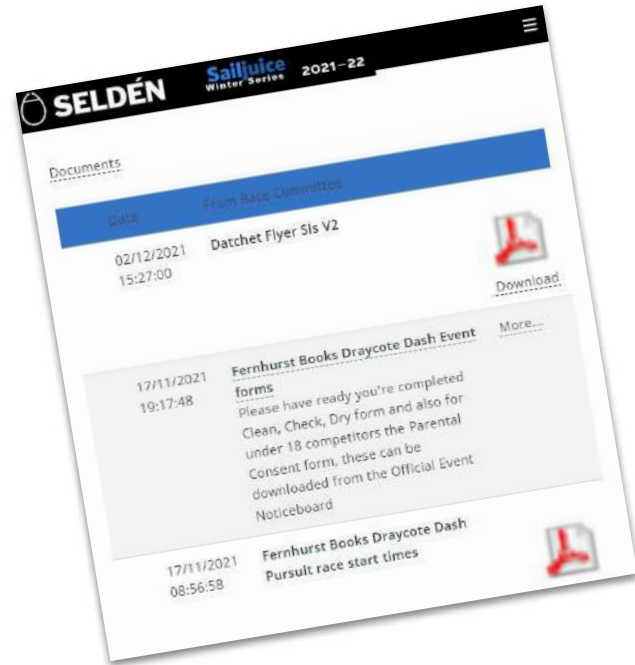 SELDÉN
Sailjuice
Winter Series
2021–22
Documents
Date From Race Committee
02/12/2021 Datchet Flyer SIs V2
15:27:00
Download
17/11/2021 Fernhurst Books Draycote Dash Event More...
19:17:48 forms
Please have ready you're completed
Clean, Check, Dry form and also for
under 18 competitors the Parental
Consent form, these can be
downloaded from the Official Event
Noticeboard
17/11/2021 Fernhurst Books Draycote Dash
08:56:58 Pursuit race start times